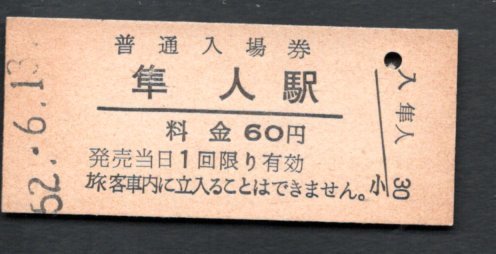 普通入場券
隼人駅
料金60円
発売当日1回限り有効
旅客車内に立入ることはできません。
入 隼人
小 30
52.-6.13